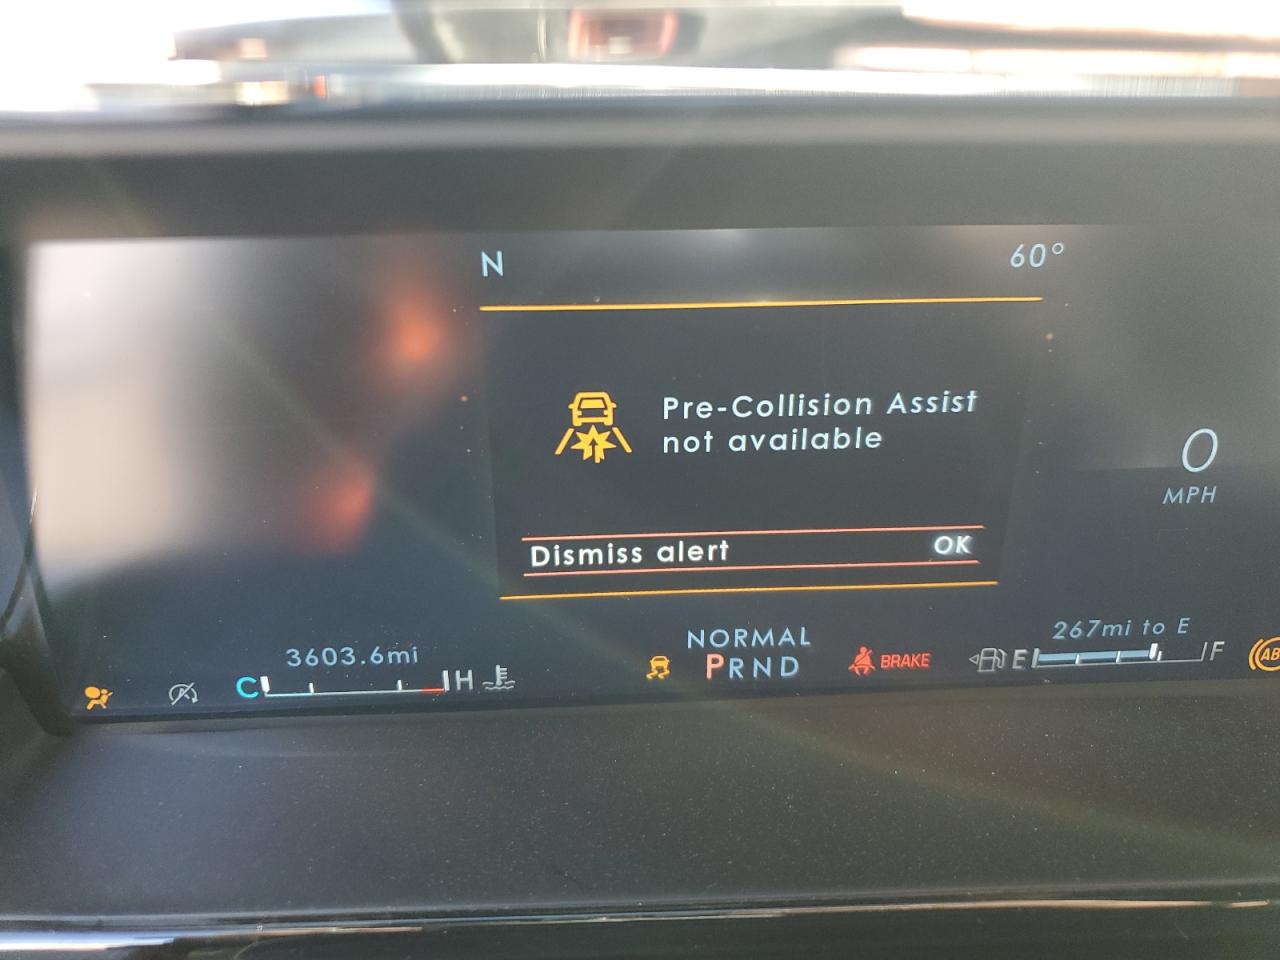 N
60°
Pre-Collision Assist
not available
Dismiss alert OK
0
MPH
3603.6mi
C H
NORMAL
PRND
BRAKE
267mi to E
E F